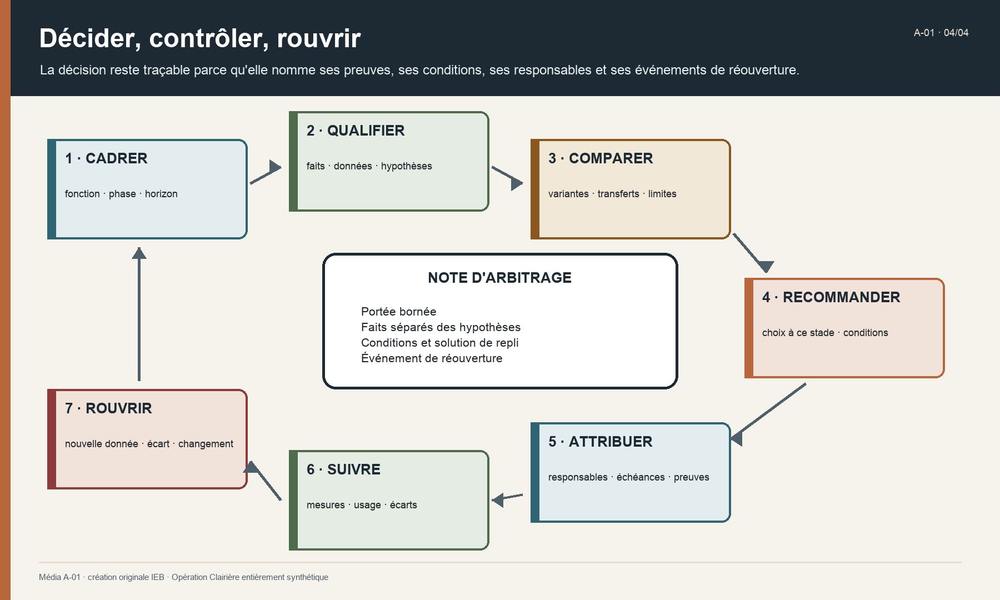 Décider, contrôler, rouvrir
A-01 · 04/04
La décision reste traçable parce qu'elle nomme ses preuves, ses conditions, ses responsables et ses événements de réouverture.
1 · CADRER
fonction · phase · horizon
2 · QUALIFIER
faits · données · hypothèses
3 · COMPARER
variantes · transferts · limites
4 · RECOMMANDER
choix à ce stade · conditions
NOTE D'ARBITRAGE
Portée bornée
Faits séparés des hypothèses
Conditions et solution de repli
Événement de réouverture
5 · ATTRIBUER
responsables · échéances · preuves
6 · SUIVRE
mesures · usage · écarts
7 · ROUVRIR
nouvelle donnée · écart · changement
Média A-01 · création originale IEB · Opération Clairière entièrement synthétique